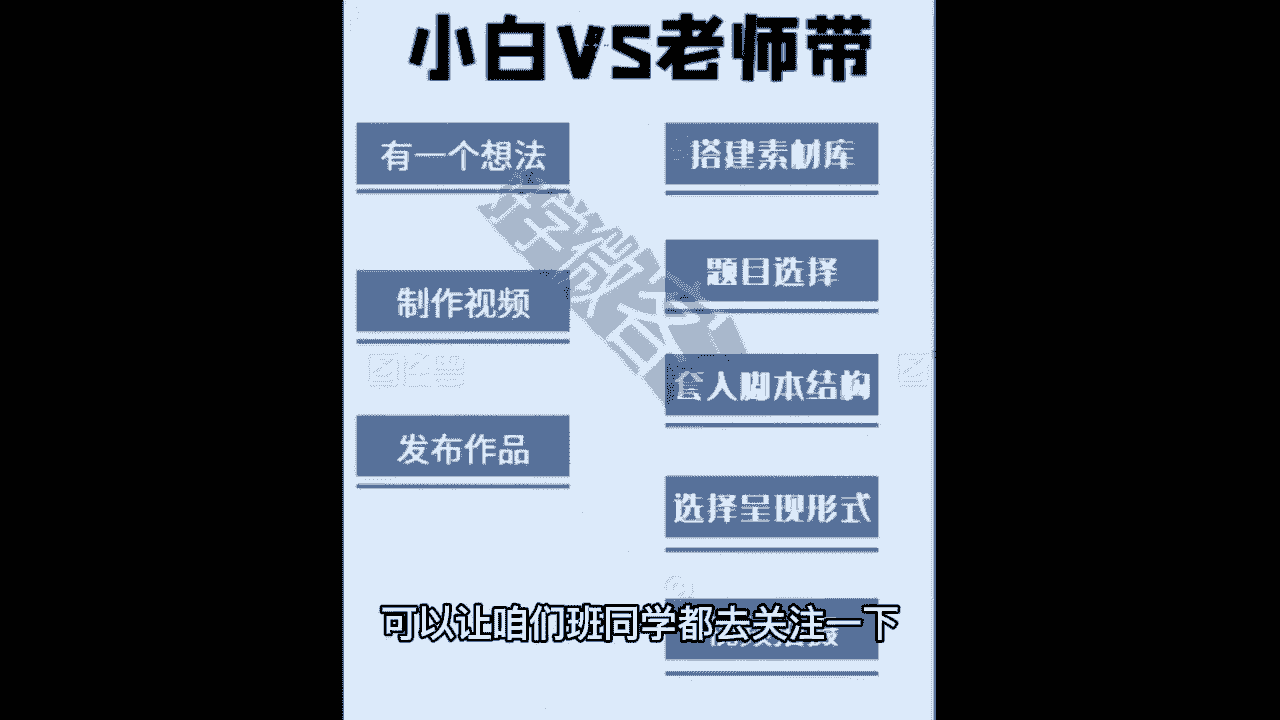 小白VS老师带
有一个想法
制作视频
发布作品
搭建素材库
题目选择
套入脚本结构
选择呈现形式
可以让咱们班同学都去关注一下